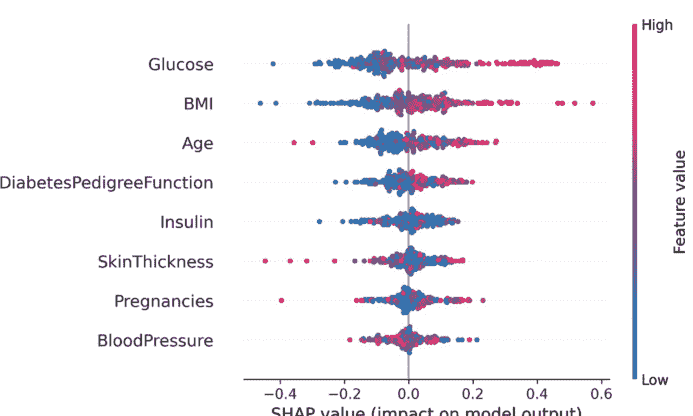 High
Glucose
BMI
Age
DiabetesPedigreeFunction
Insulin
SkinThickness
Pregnancies
BloodPressure
Feature value
Low
−0.4 −0.2 0.0 0.2 0.4 0.6
SHAP value (impact on model output)